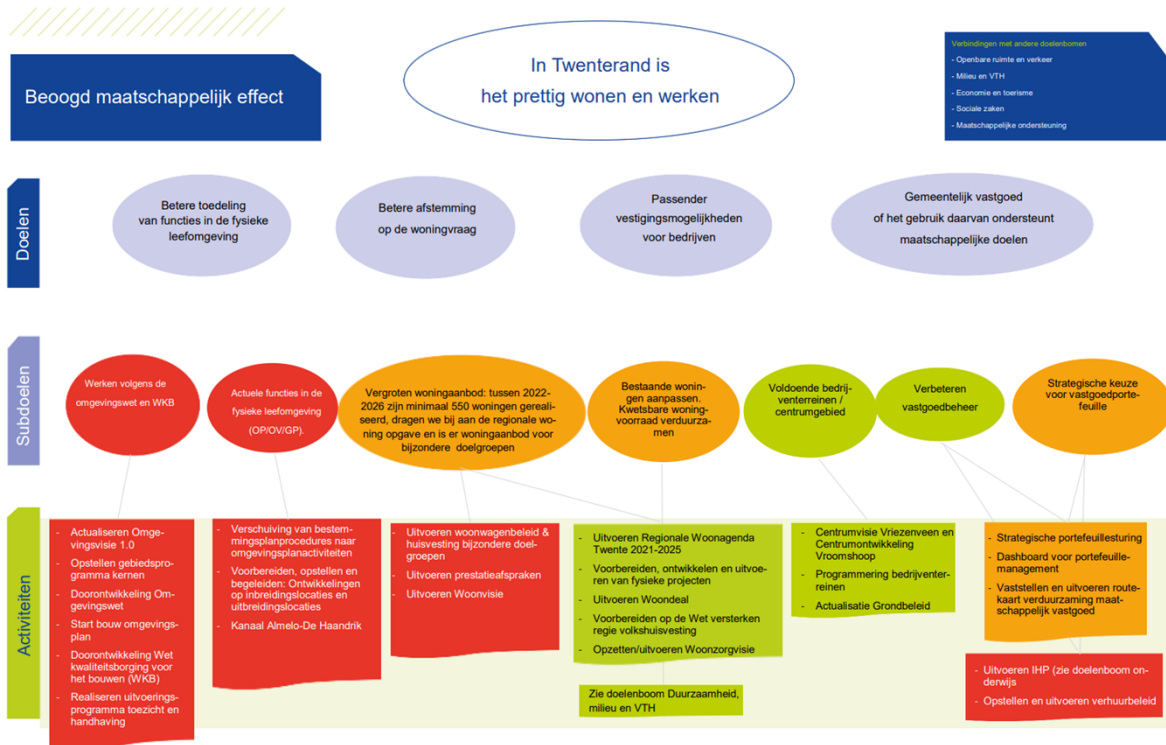 Beoogd maatschappelijk effect
In Twenterand is
het prettig wonen en werken
Verbindingen met andere doelenbomen
- Openbare ruimte en verkeer
- Milieu en VTH
- Economie en toerisme
- Sociale zaken
- Maatschappelijke ondersteuning
Doelen
Betere toedeling
van functies in de fysieke
leefomgeving
Betere afstemming
op de woningvraag
Passender
vestigingsmogelijkheden
voor bedrijven
Gemeentelijk vastgoed
of het gebruik daarvan ondersteunt
maatschappelijke doelen
Subdoelen
Werken volgens de
omgevingswet en WKB
Actuele functies in de
fysieke leefomgeving
(OP/OV/GP).
Vergroten woningaanbod: tussen 2022-
2026 zijn minimaal 550 woningen gereali-
seerd, dragen we bij aan de regionale wo-
ning opgave en is er woningaanbod voor
bijzondere doelgroepen
Bestaande wonin-
gen aanpassen.
Kwetsbare woning-
voorraad verduurza-
men
Voldoende bedrij-
venterreinen /
centrumgebied
Verbeteren
vastgoedbeheer
Strategische keuze
voor vastgoedporte-
feuille
Activiteiten
- Actualiseren Omge-
vingsvisie 1.0
- Opstellen gebiedspro-
gramma kernen
- Doorontwikkeling Om-
gevingswet
- Start bouw omgevings-
plan
- Doorontwikkeling Wet
kwaliteitsborging voor
het bouwen (WKB)
- Realiseren uitvoerings-
programma toezicht en
handhaving
- Verschuiving van bestem-
mingsplanprocedures naar
omgevingsplanactiviteiten
- Voorbereiden, opstellen en
begeleiden: Ontwikkelingen
op inbreidingslocaties en
uitbreidingslocaties
- Kanaal Almelo-De Haandrik
- Uitvoeren woonwagenbeleid &
huisvesting bijzondere doel-
groepen
- Uitvoeren prestatieafspraken
- Uitvoeren Woonvisie
- Uitvoeren Regionale Woonagenda
Twente 2021-2025
- Voorbereiden, ontwikkelen en uitvoe-
ren van fysieke projecten
- Uitvoeren Woondeal
- Voorbereiden op de Wet versterken
regie volkshuisvesting
- Opzetten/uitvoeren Woonzorgvisie
Zie doelenboom Duurzaamheid,
milieu en VTH
- Centrumvisie Vriezenveen en
Centrumontwikkeling
Vroomshoop
- Programmering bedrijventer-
reinen
- Actualisatie Grondbeleid
- Strategische portefeuillesturing
- Dashboard voor portefeuille-
management
- Vaststellen en uitvoeren route-
kaart verduurzaming maat-
schappelijk vastgoed
- Uitvoeren IHP (zie doelenboom on-
derwijs
- Opstellen en uitvoeren verhuurbeleid